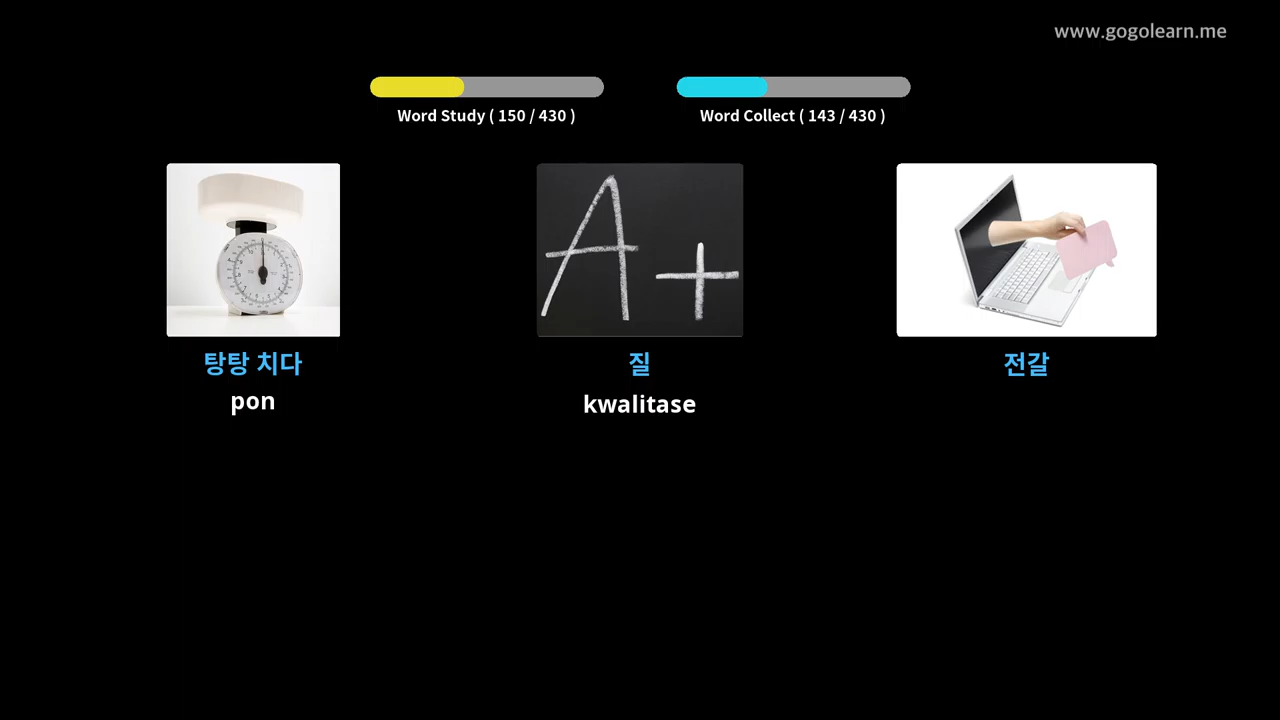 www.gogolearn.me
Word Study ( 150 / 430 )
Word Collect ( 143 / 430 )
A+
탕탕 치다
pon
질
kwalitase
전갈